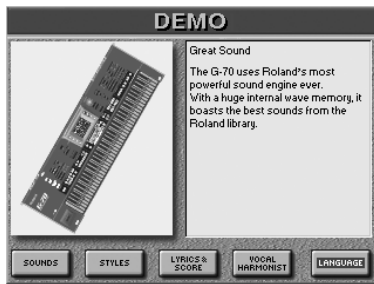 DEMO
Great Sound
The G-70 uses Roland's most
powerful sound engine ever.
With a huge internal wave memory, it
boasts the best sounds from the
Roland library.
G-70
SOUNDS
STYLES
LYRICS &
SCORE
VOCAL
HARMONIST
LANGUAGE